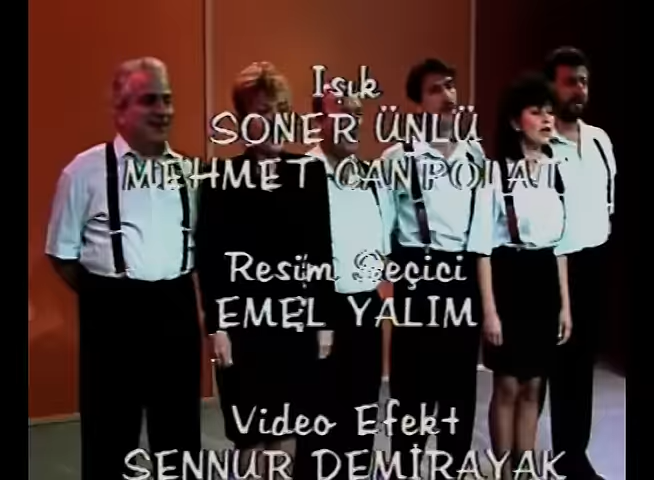 Işık
SONER ÜNLÜ
MEHMET CANPOLAT
Resim Seçici
EMEL YALIM
Video Efekt
SENNUR DEMİRAYAK